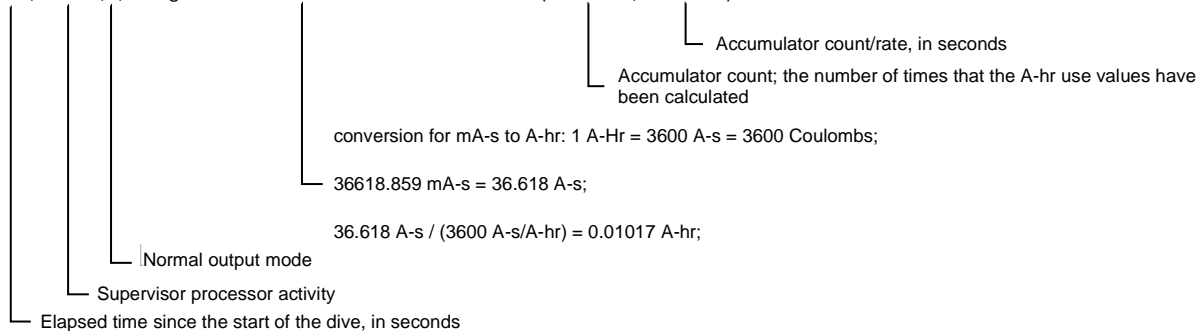 Accumulator count/rate, in seconds
Accumulator count; the number of times that the A-hr use values have
been calculated
conversion for mA-s to A-hr: 1 A-Hr = 3600 A-s = 3600 Coulombs;
36618.859 mA-s = 36.618 A-s;
36.618 A-s / (3600 A-s/A-hr) = 0.01017 A-hr;
Normal output mode
Supervisor processor activity
Elapsed time since the start of the dive, in seconds